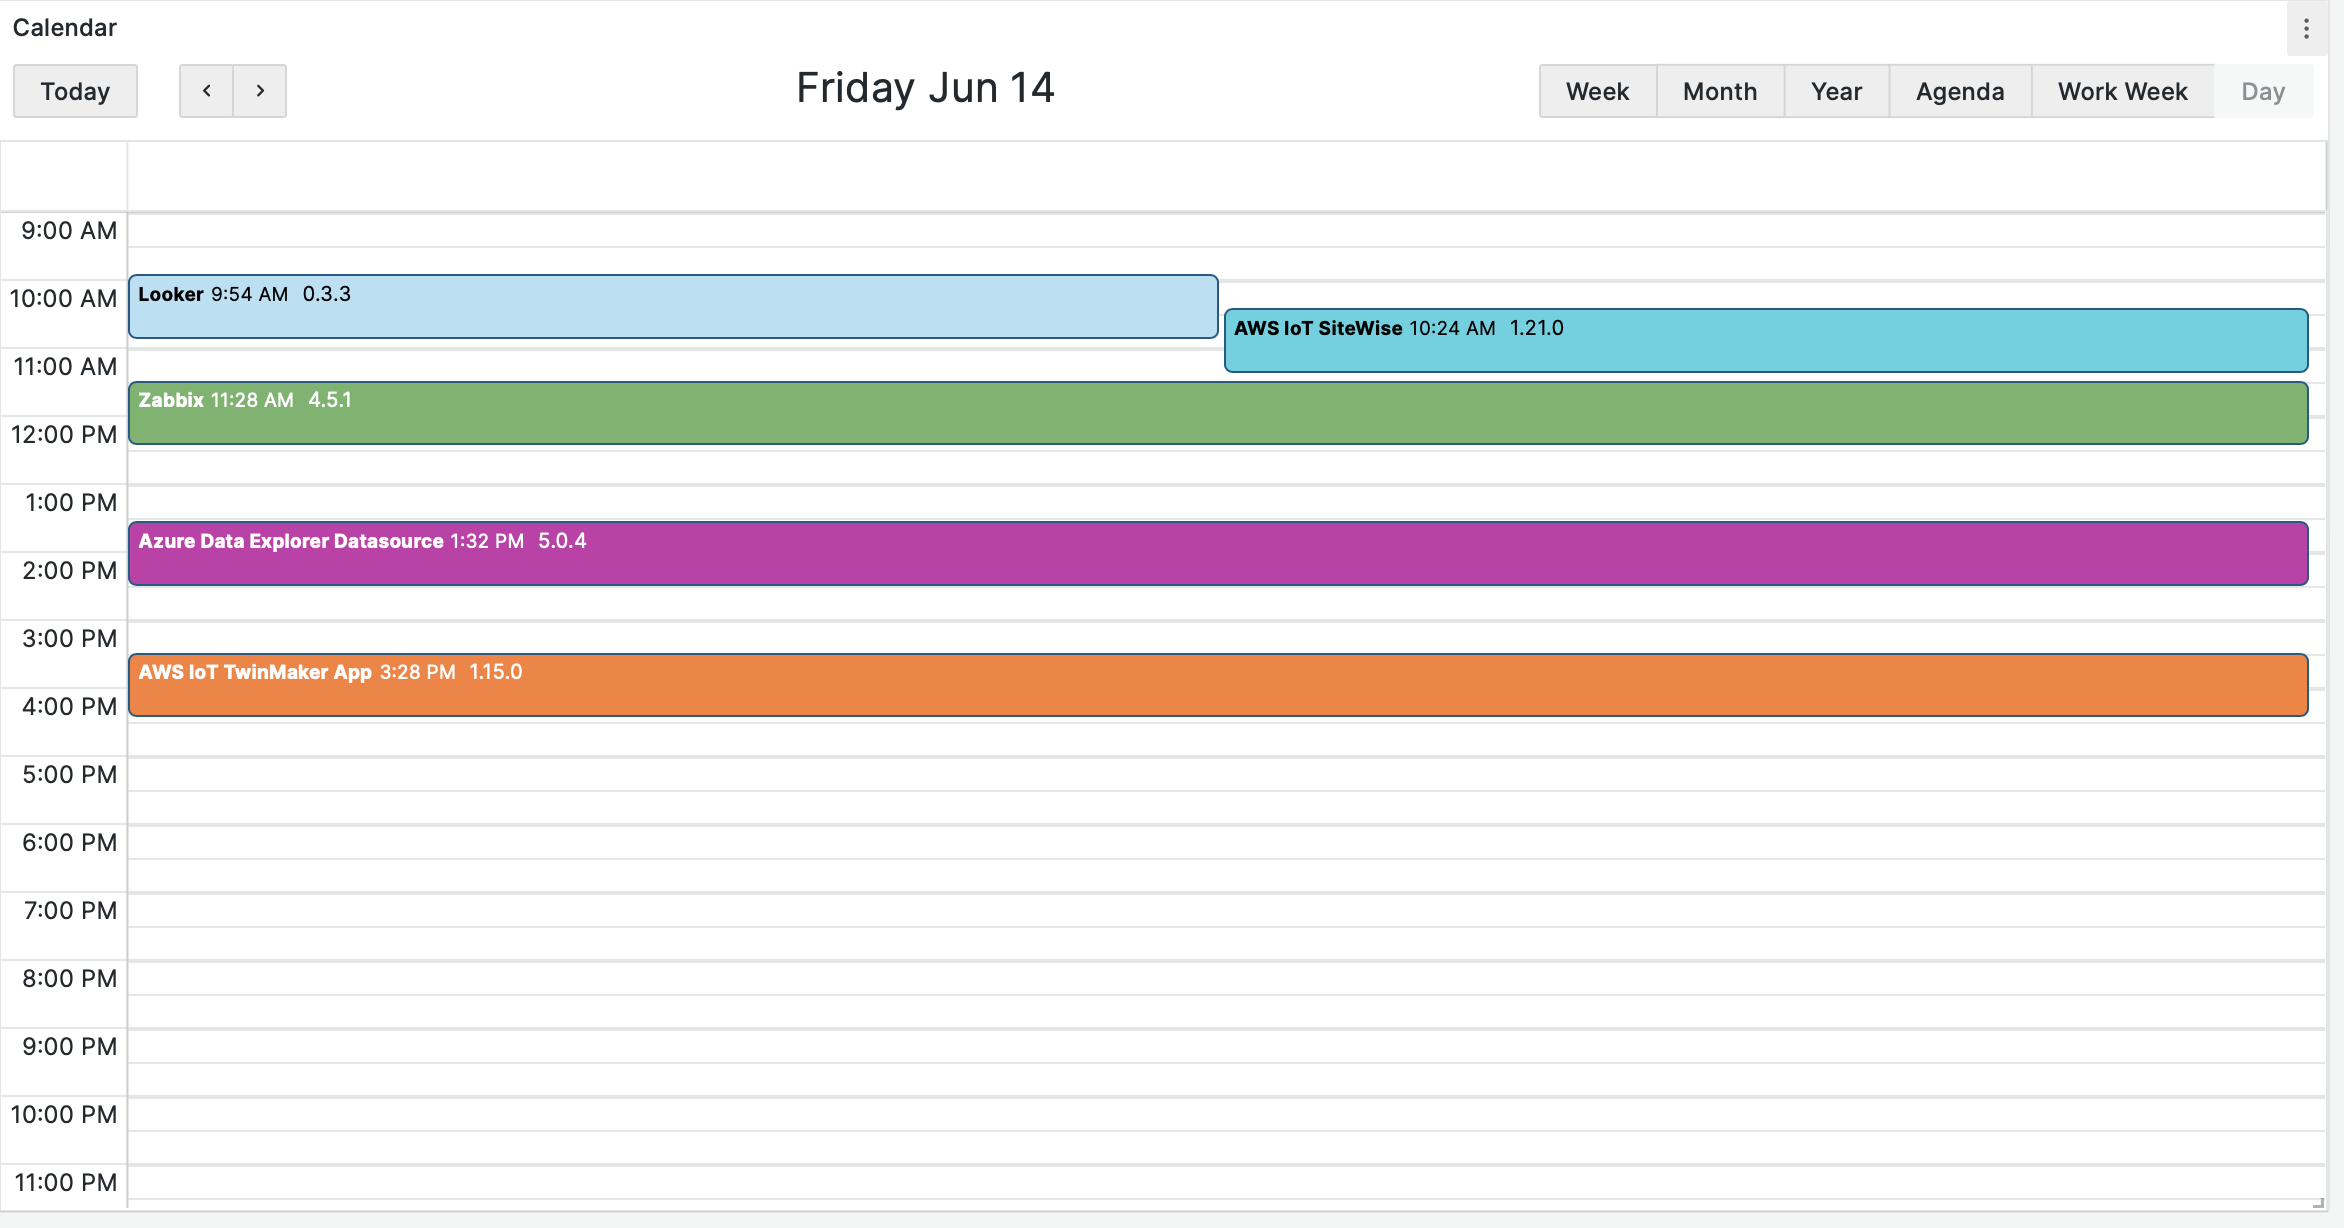 Calendar
Today
Friday Jun 14
Week Month Year Agenda Work Week Day
9:00 AM
Looker 9:54 AM 0.3.3
10:00 AM
AWS IoT SiteWise 10:24 AM 1.21.0
11:00 AM
Zabbix 11:28 AM 4.5.1
12:00 PM
1:00 PM
Azure Data Explorer Datasource 1:32 PM 5.0.4
2:00 PM
3:00 PM
AWS IoT TwinMaker App 3:28 PM 1.15.0
4:00 PM
5:00 PM
6:00 PM
7:00 PM
8:00 PM
9:00 PM
10:00 PM
11:00 PM